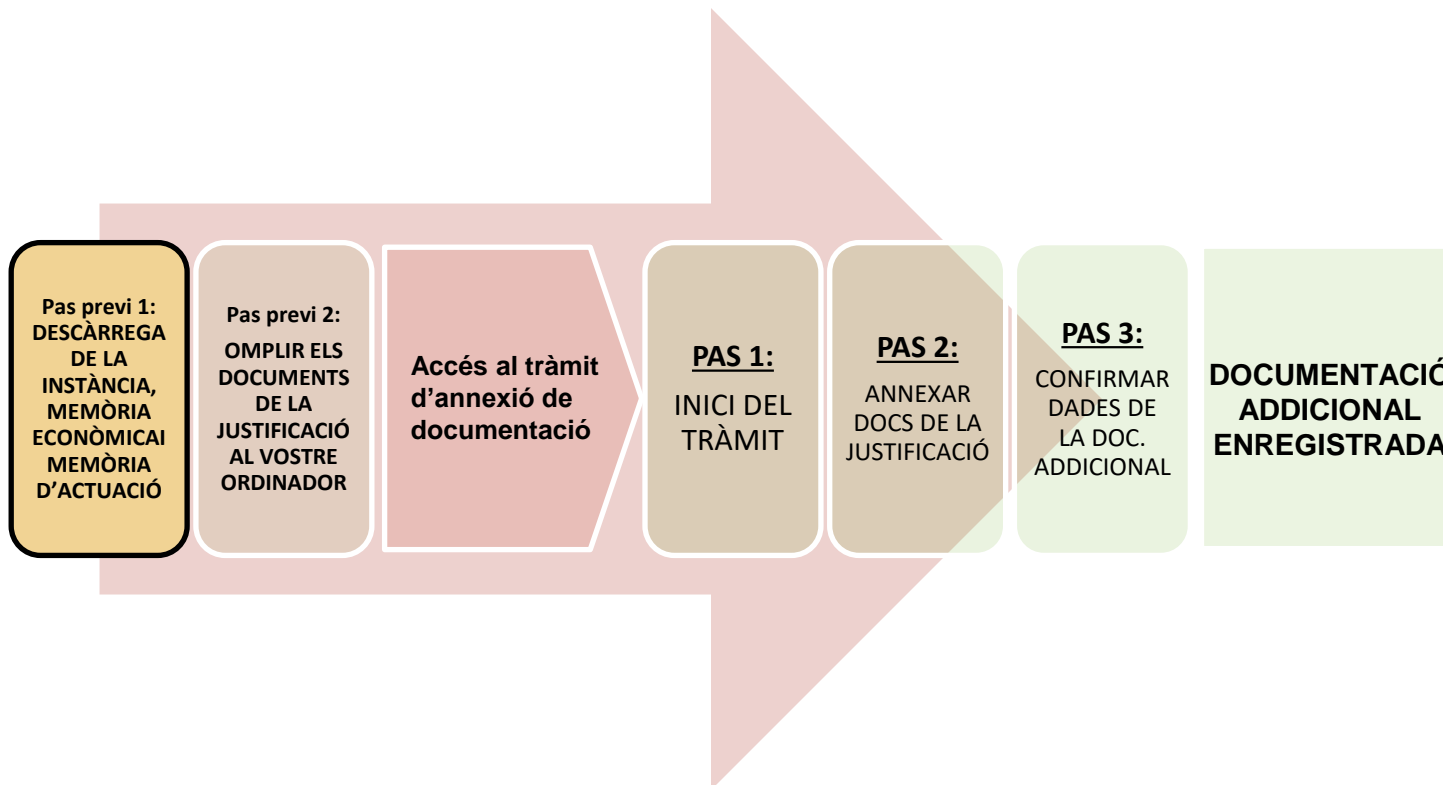 Pas previ 1:
DESCÀRREGA
DE LA
INSTÀNCIA,
MEMÒRIA
ECONÒMICAI
MEMÒRIA
D’ACTUACIÓ
Pas previ 2:
OMPLIR ELS
DOCUMENTS
DE LA
JUSTIFICACIÓ
AL VOSTRE
ORDINADOR
Accés al tràmit
d’annexió de
documentació
PAS 1:
INICI DEL
TRÀMIT
PAS 2:
ANNEXAR
DOCS DE LA
JUSTIFICACIÓ
PAS 3:
CONFIRMAR
DADES DE
LA DOC.
ADDICIONAL
DOCUMENTACIÓ
ADDICIONAL
ENREGISTRADA